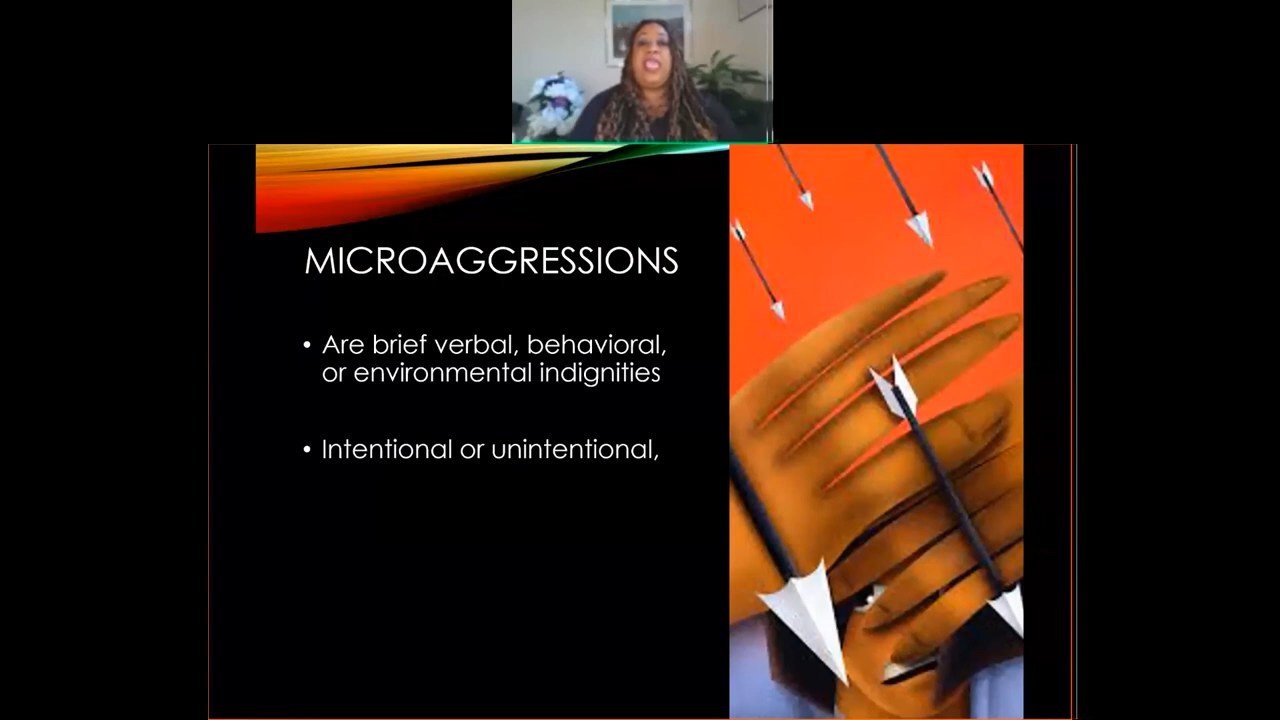 MICROAGGRESSIONS
• Are brief verbal, behavioral,
or environmental indignities
• Intentional or unintentional,